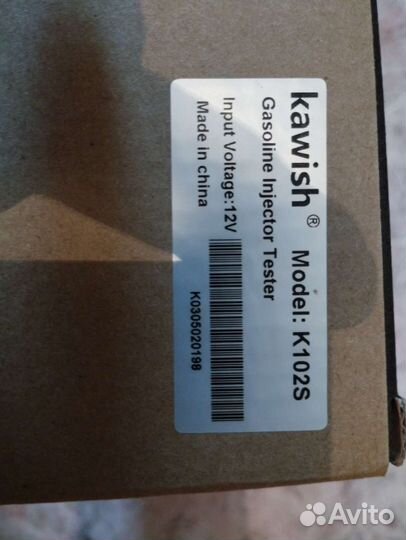 kawish® Model: K102S
Gasoline Injector Tester
Input Voltage:12V
Made in china
K0305020198
Avito